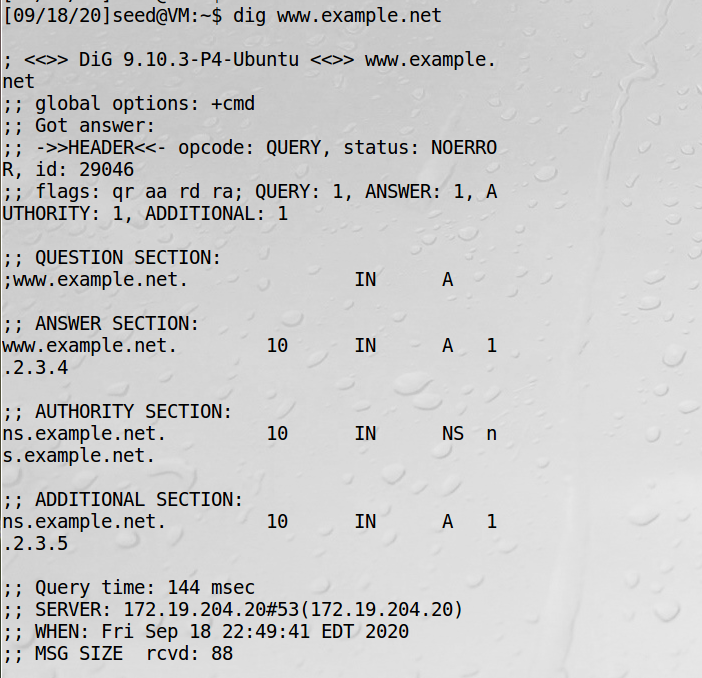 [09/18/20]seed@VM:~$ dig www.example.net

; <<>> DiG 9.10.3-P4-Ubuntu <<>> www.example.
net
;; global options: +cmd
;; Got answer:
;; ->>HEADER<<- opcode: QUERY, status: NOERRO
R, id: 29046
;; flags: qr aa rd ra; QUERY: 1, ANSWER: 1, A
UTHORITY: 1, ADDITIONAL: 1

;; QUESTION SECTION:
;www.example.net.               IN      A

;; ANSWER SECTION:
www.example.net.        10      IN      A   1
.2.3.4

;; AUTHORITY SECTION:
ns.example.net.         10      IN      NS  n
s.example.net.

;; ADDITIONAL SECTION:
ns.example.net.         10      IN      A   1
.2.3.5

;; Query time: 144 msec
;; SERVER: 172.19.204.20#53(172.19.204.20)
;; WHEN: Fri Sep 18 22:49:41 EDT 2020
;; MSG SIZE  rcvd: 88